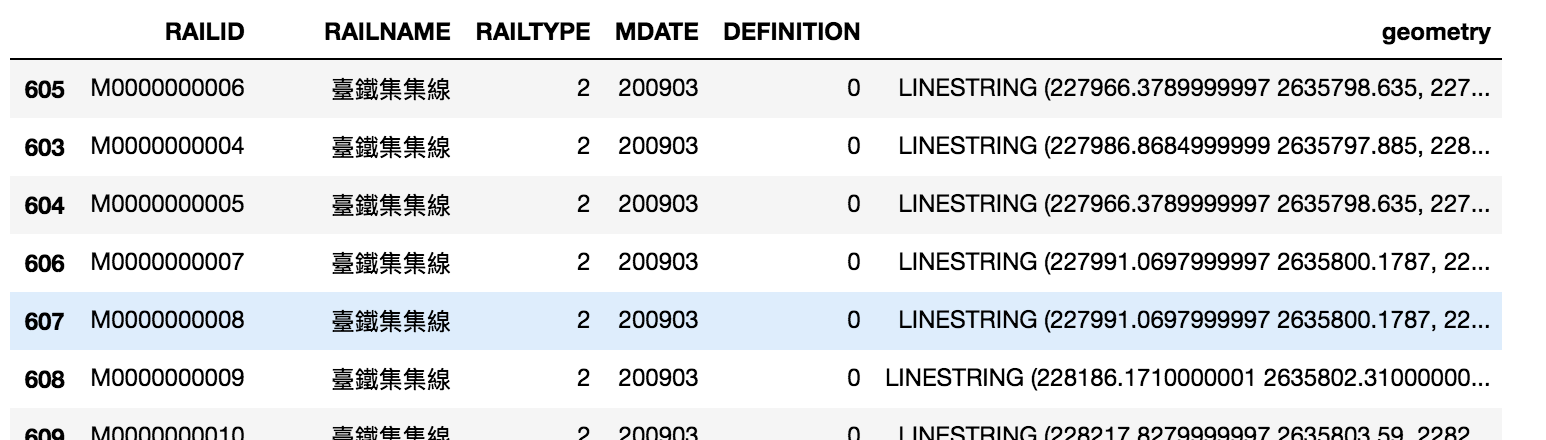 RAILID RAILNAME RAILTYPE MDATE DEFINITION geometry
605 M0000000006 臺鐵集集線 2 200903 0 LINESTRING (227966.3789999997 2635798.635, 227...
603 M0000000004 臺鐵集集線 2 200903 0 LINESTRING (227986.8684999999 2635797.885, 228...
604 M0000000005 臺鐵集集線 2 200903 0 LINESTRING (227966.3789999997 2635798.635, 227...
606 M0000000007 臺鐵集集線 2 200903 0 LINESTRING (227991.0697999997 2635800.1787, 22...
607 M0000000008 臺鐵集集線 2 200903 0 LINESTRING (227991.0697999997 2635800.1787, 22...
608 M0000000009 臺鐵集集線 2 200903 0 LINESTRING (228186.1710000001 2635802.31000000...
609 M0000000010 臺鐵集集線 2 200903 0 LINESTRING (228217.8279999997 2635803.59, 2282...